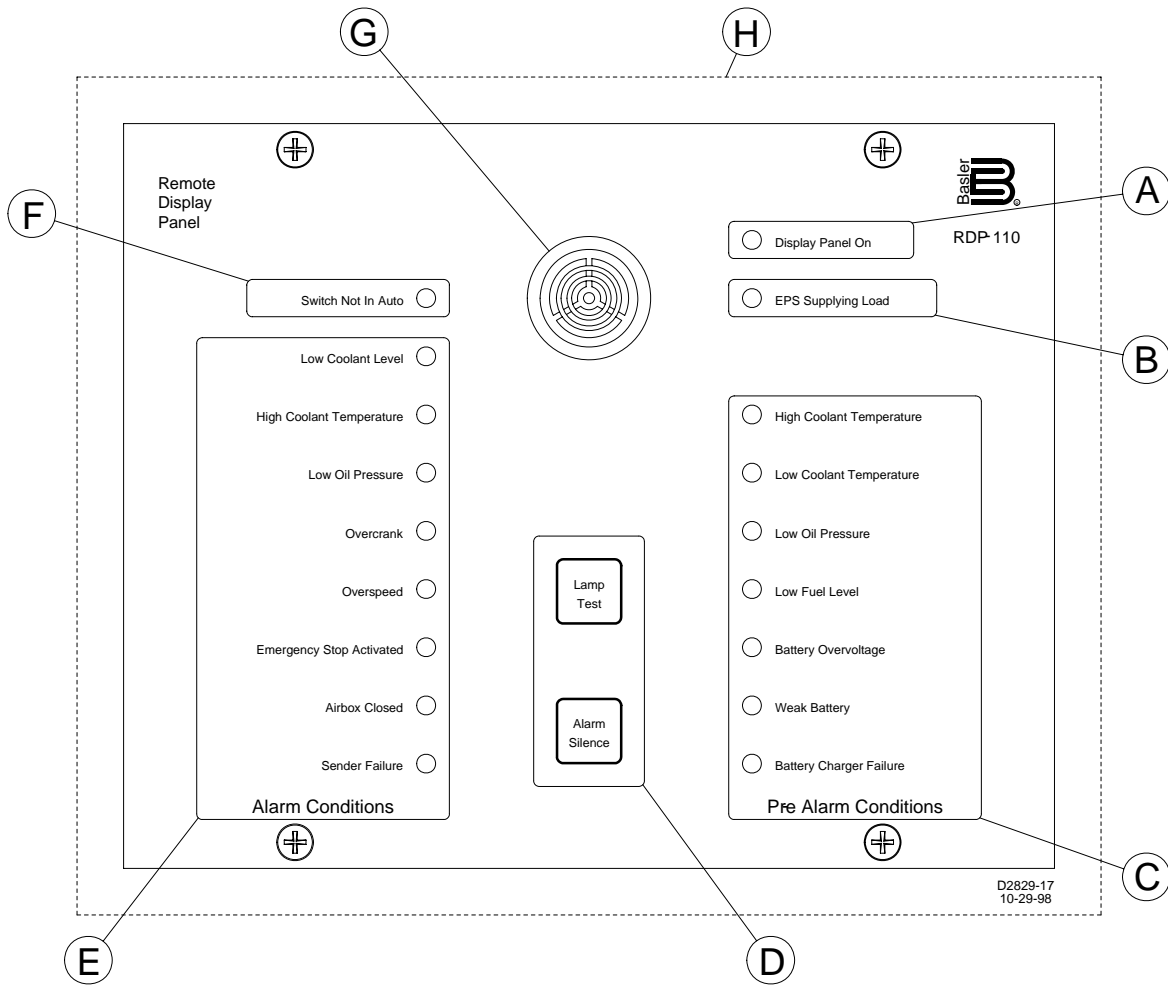 G
H
A
F
B
C
E
D
Remote
Display
Panel
Basler
B
R
RDP-110
Display Panel On
EPS Supplying Load
Switch Not In Auto
Low Coolant Level
High Coolant Temperature
Low Oil Pressure
Overcrank
Overspeed
Emergency Stop Activated
Airbox Closed
Sender Failure
Alarm Conditions
Lamp
Test
Alarm
Silence
High Coolant Temperature
Low Coolant Temperature
Low Oil Pressure
Low Fuel Level
Battery Overvoltage
Weak Battery
Battery Charger Failure
Pre-Alarm Conditions
D2829-17
10-29-98